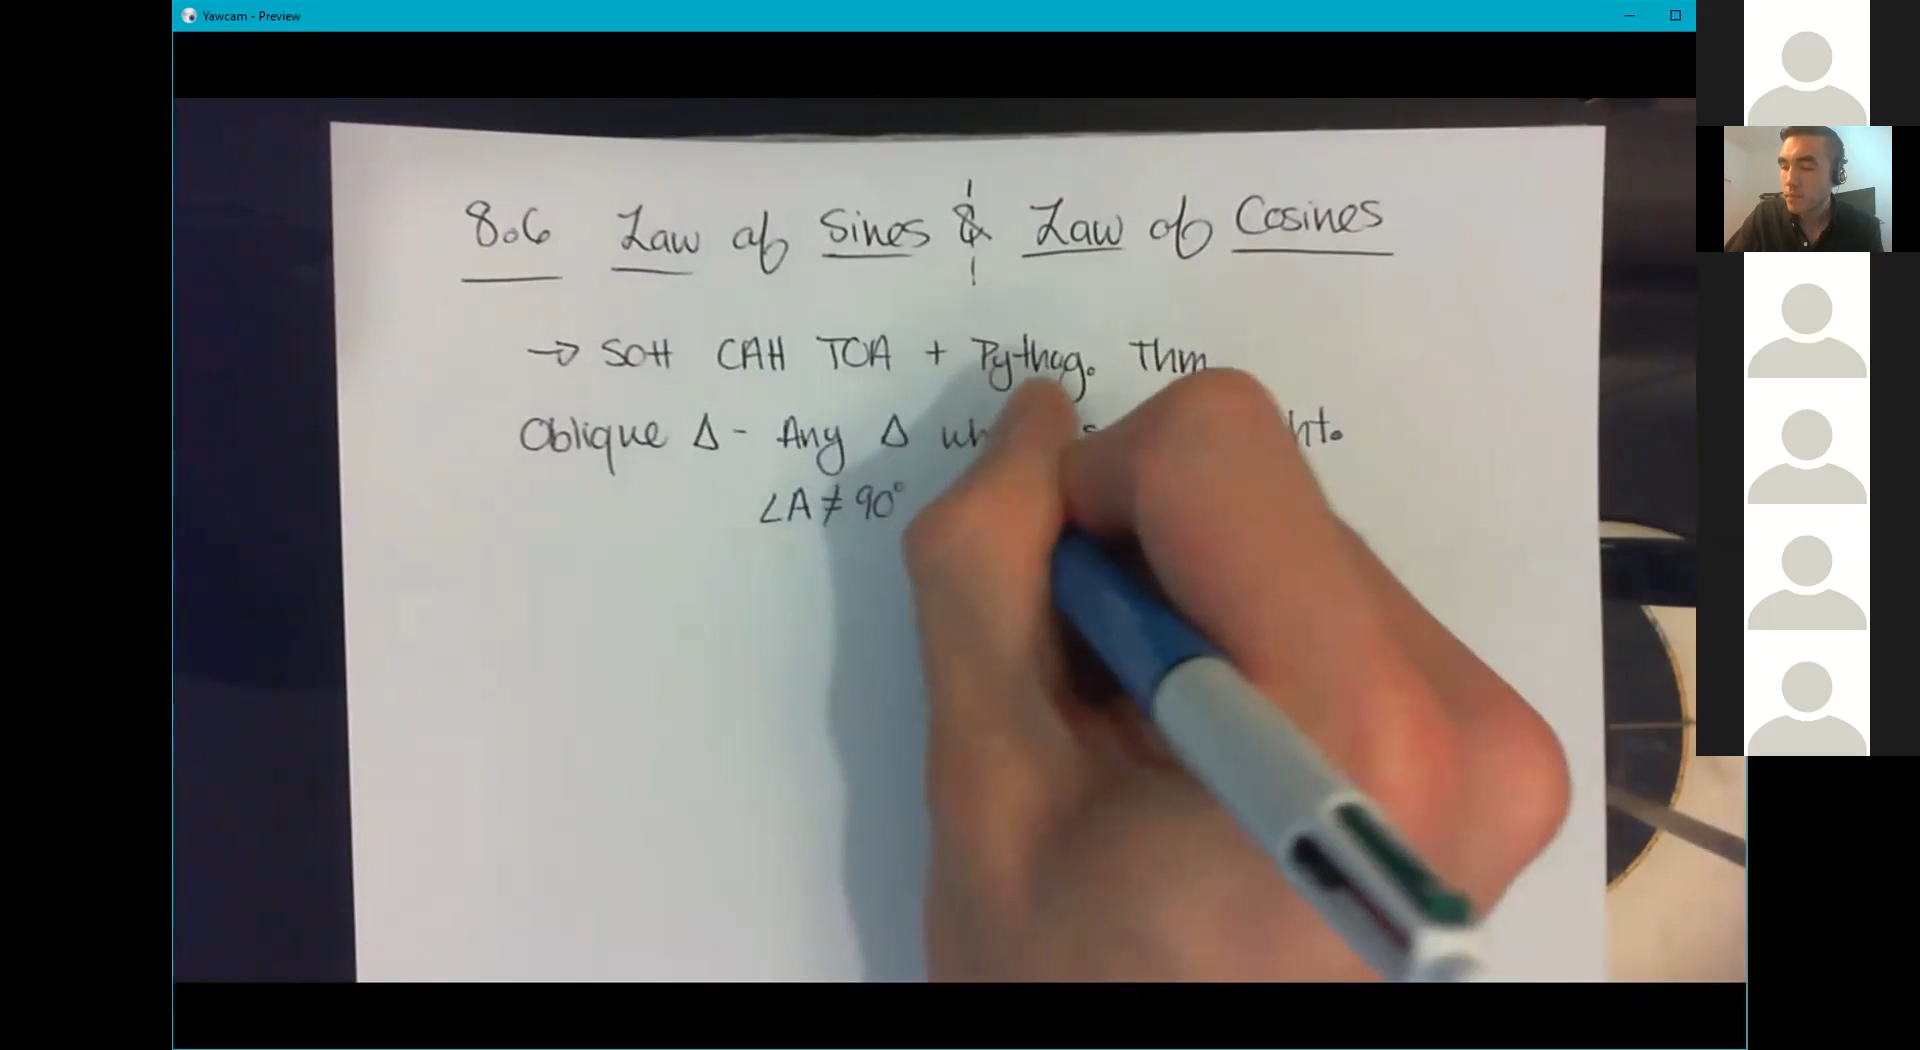 Yawcam - Preview
8.6 Law of Sines & Law of Cosines
→ SOH CAH TOA + Pythag. Thm
Oblique Δ - Any Δ
∠A ≠ 90°